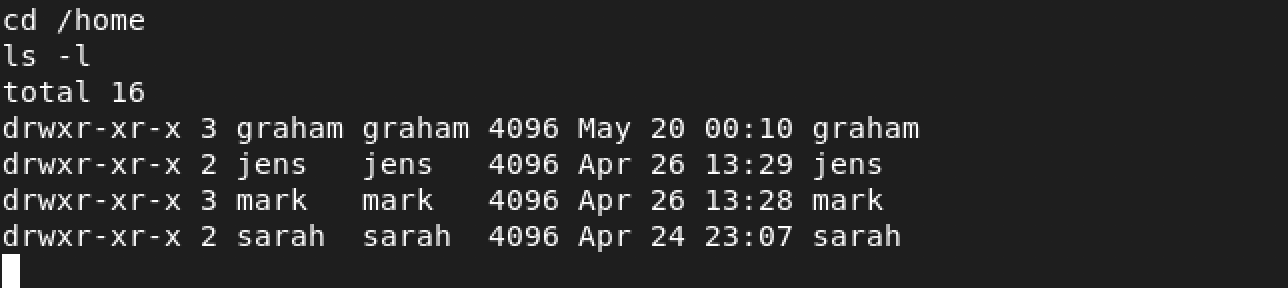 cd /home
ls -l
total 16
drwxr-xr-x 3 graham graham 4096 May 20 00:10 graham
drwxr-xr-x 2 jens   jens   4096 Apr 26 13:29 jens
drwxr-xr-x 3 mark   mark   4096 Apr 26 13:28 mark
drwxr-xr-x 2 sarah  sarah  4096 Apr 24 23:07 sarah